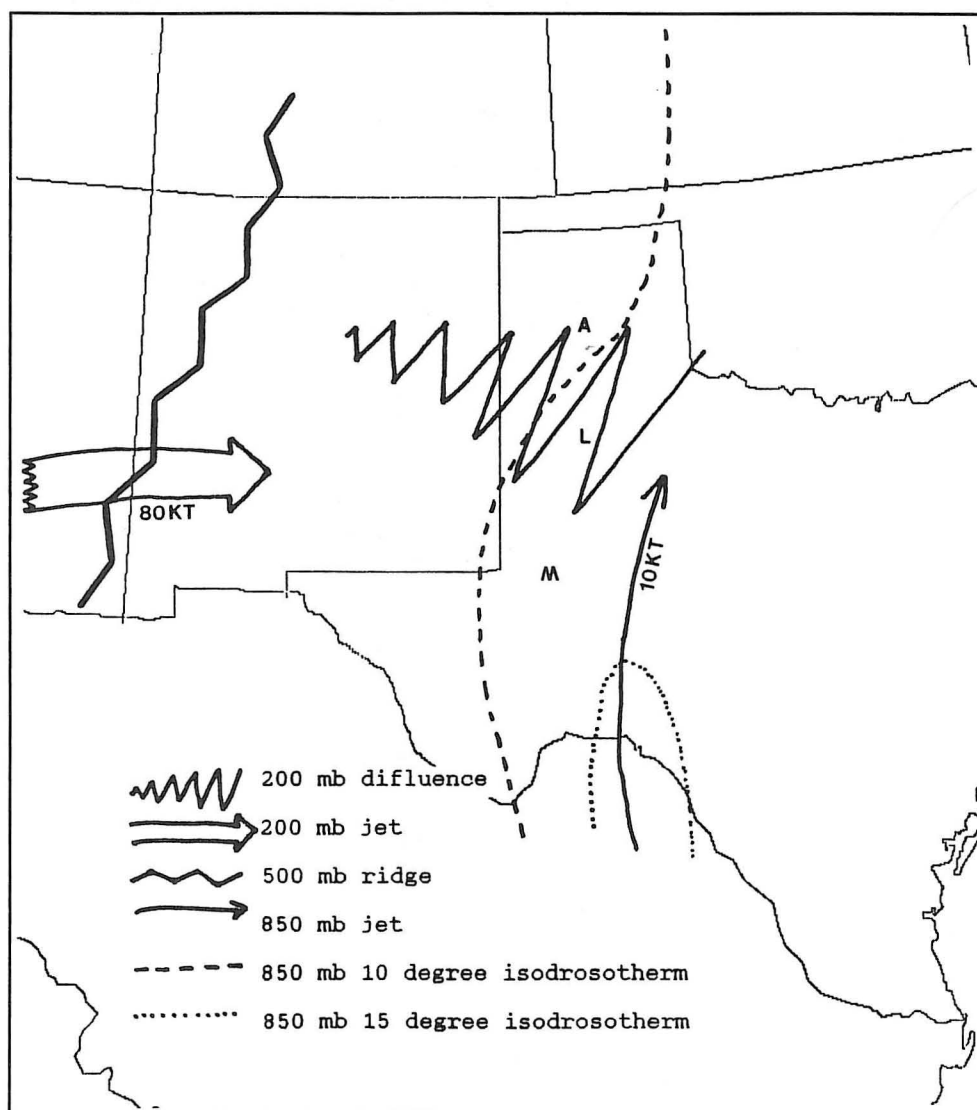 A
L
80KT
10KT
M
200 mb difluence
200 mb jet
500 mb ridge
850 mb jet
850 mb 10 degree isodrosotherm
850 mb 15 degree isodrosotherm